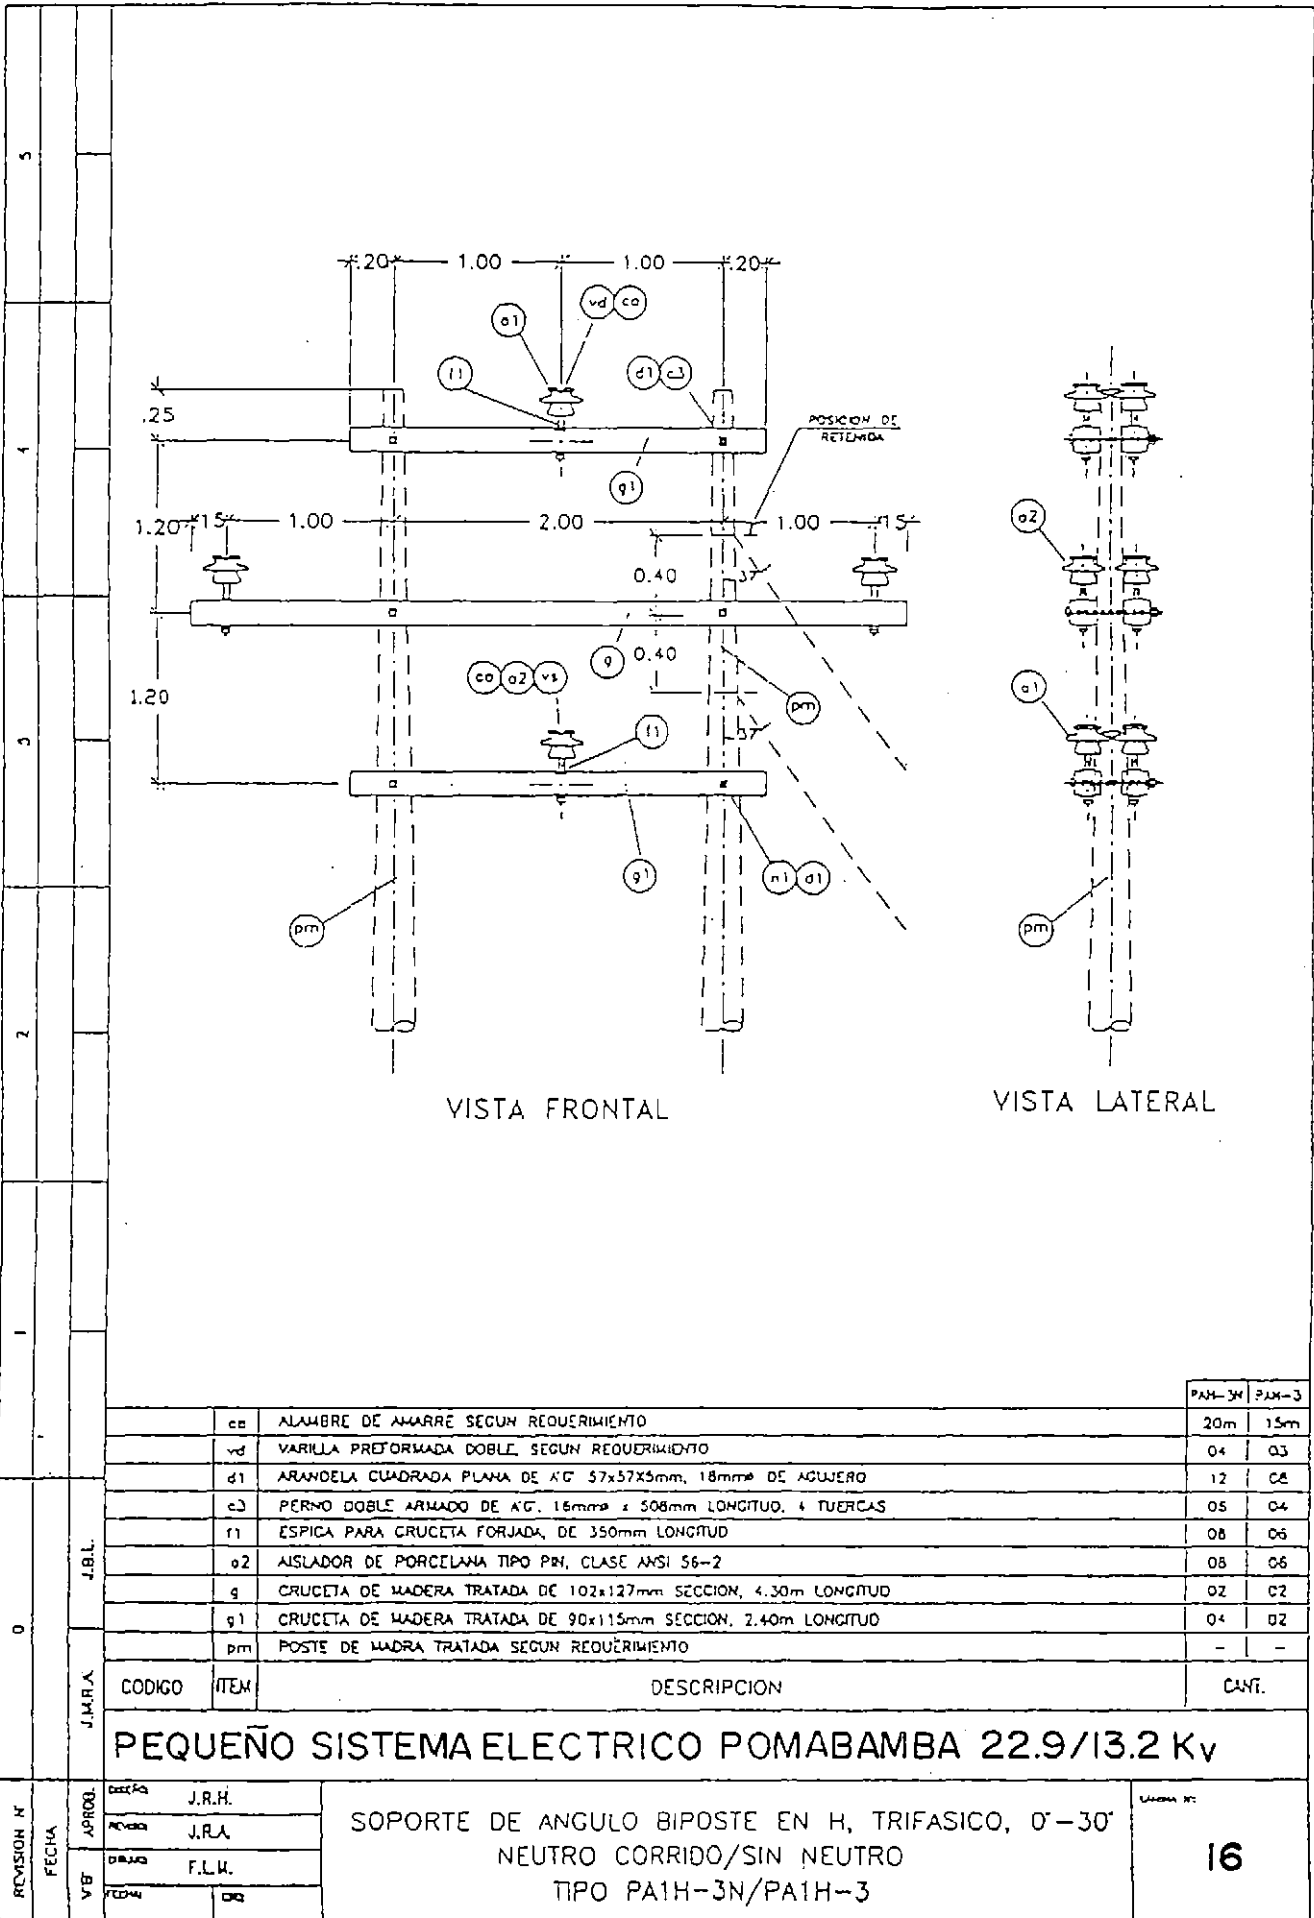 .20 1.00 1.00 .20
vd ca
a1
f1
d1 c3
.25
POSICION DE
RETENIDA
g1
1.20 .15 1.00 2.00 1.00 .15
a2
0.40 37
g 0.40
ca a2 vs
1.20
pm
a1
f1
37
g1
n1 d1
pm
pm
VISTA FRONTAL
VISTA LATERAL
5
4
3
2
1
0
PA1H-3N PA1H-3
ca ALAMBRE DE AMARRE SEGUN REQUERIMIENTO 20m 15m
vd VARILLA PREFORMADA DOBLE, SEGUN REQUERIMIENTO 04 03
d1 ARANDELA CUADRADA PLANA DE A°G° 57x57x5mm, 18mmø DE AGUJERO 12 08
c3 PERNO DOBLE ARMADO DE A°G°, 16mmø x 508mm LONGITUD, 4 TUERCAS 05 04
f1 ESPIGA PARA CRUCETA FORJADA, DE 350mm LONGITUD 08 06
a2 AISLADOR DE PORCELANA TIPO PIN, CLASE ANSI 56-2 08 06
g CRUCETA DE MADERA TRATADA DE 102x127mm SECCION, 4.30m LONGITUD 02 02
g1 CRUCETA DE MADERA TRATADA DE 90x115mm SECCION, 2.40m LONGITUD 04 02
pm POSTE DE MADRA TRATADA SEGUN REQUERIMIENTO - -
CODIGO ITEM DESCRIPCION CANT.
PEQUEÑO SISTEMA ELECTRICO POMABAMBA 22.9/13.2 Kv
J.R.H.
J.R.A.
F.L.M.
SOPORTE DE ANGULO BIPOSTE EN H, TRIFASICO, 0°-30°
NEUTRO CORRIDO/SIN NEUTRO
TIPO PA1H-3N/PA1H-3
16
REVISION N°
FECHA
V°B°
APROB.
J.M.R.A.
J.B.L.